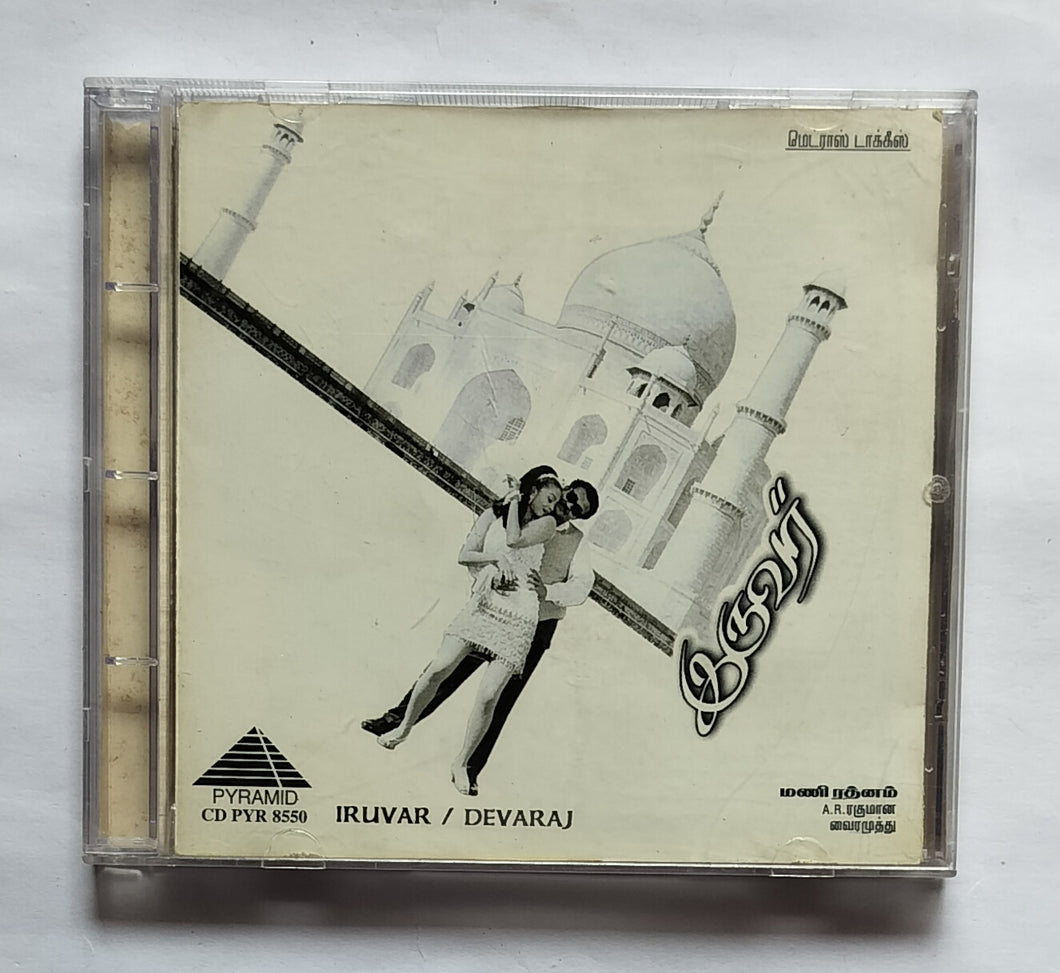 மெட்ராஸ் டாக்கீஸ்
இருவர்
PYRAMID
CD PYR 8550
IRUVAR / DEVARAJ
மணி ரத்னம்
A.R.ரகுமான்
வைரமுத்து